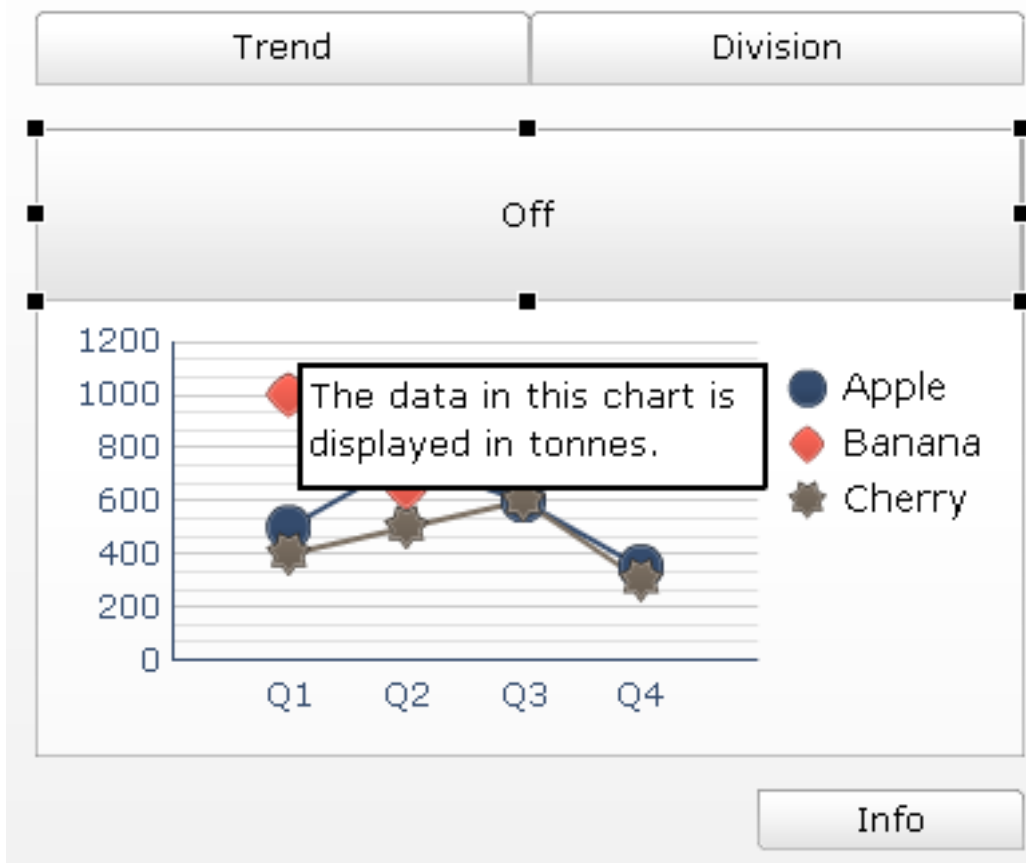 Trend
Division
Off
1200
1000
The data in this chart is
displayed in tonnes.
Apple
800
Banana
600
Cherry
400
200
0
Q1 Q2 Q3 Q4
Info